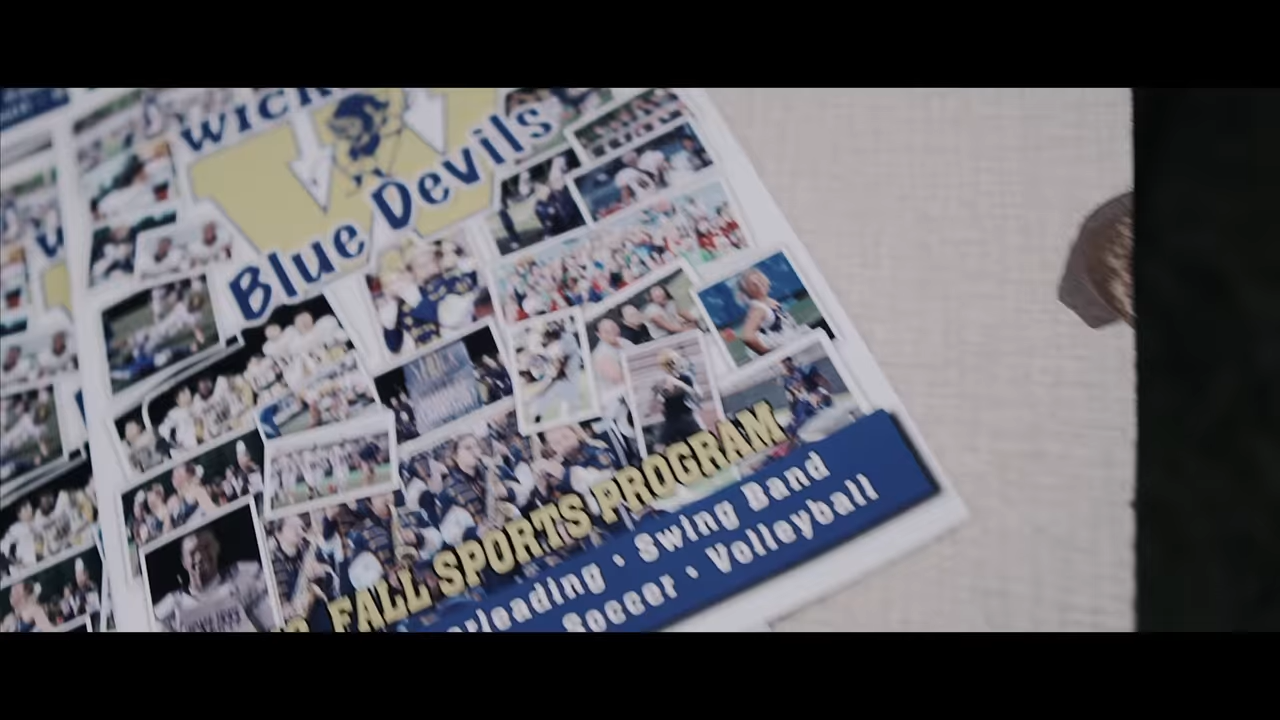 Blue Devils
FALL SPORTS PROGRAM
Swing Band
Soccer • Volleyball